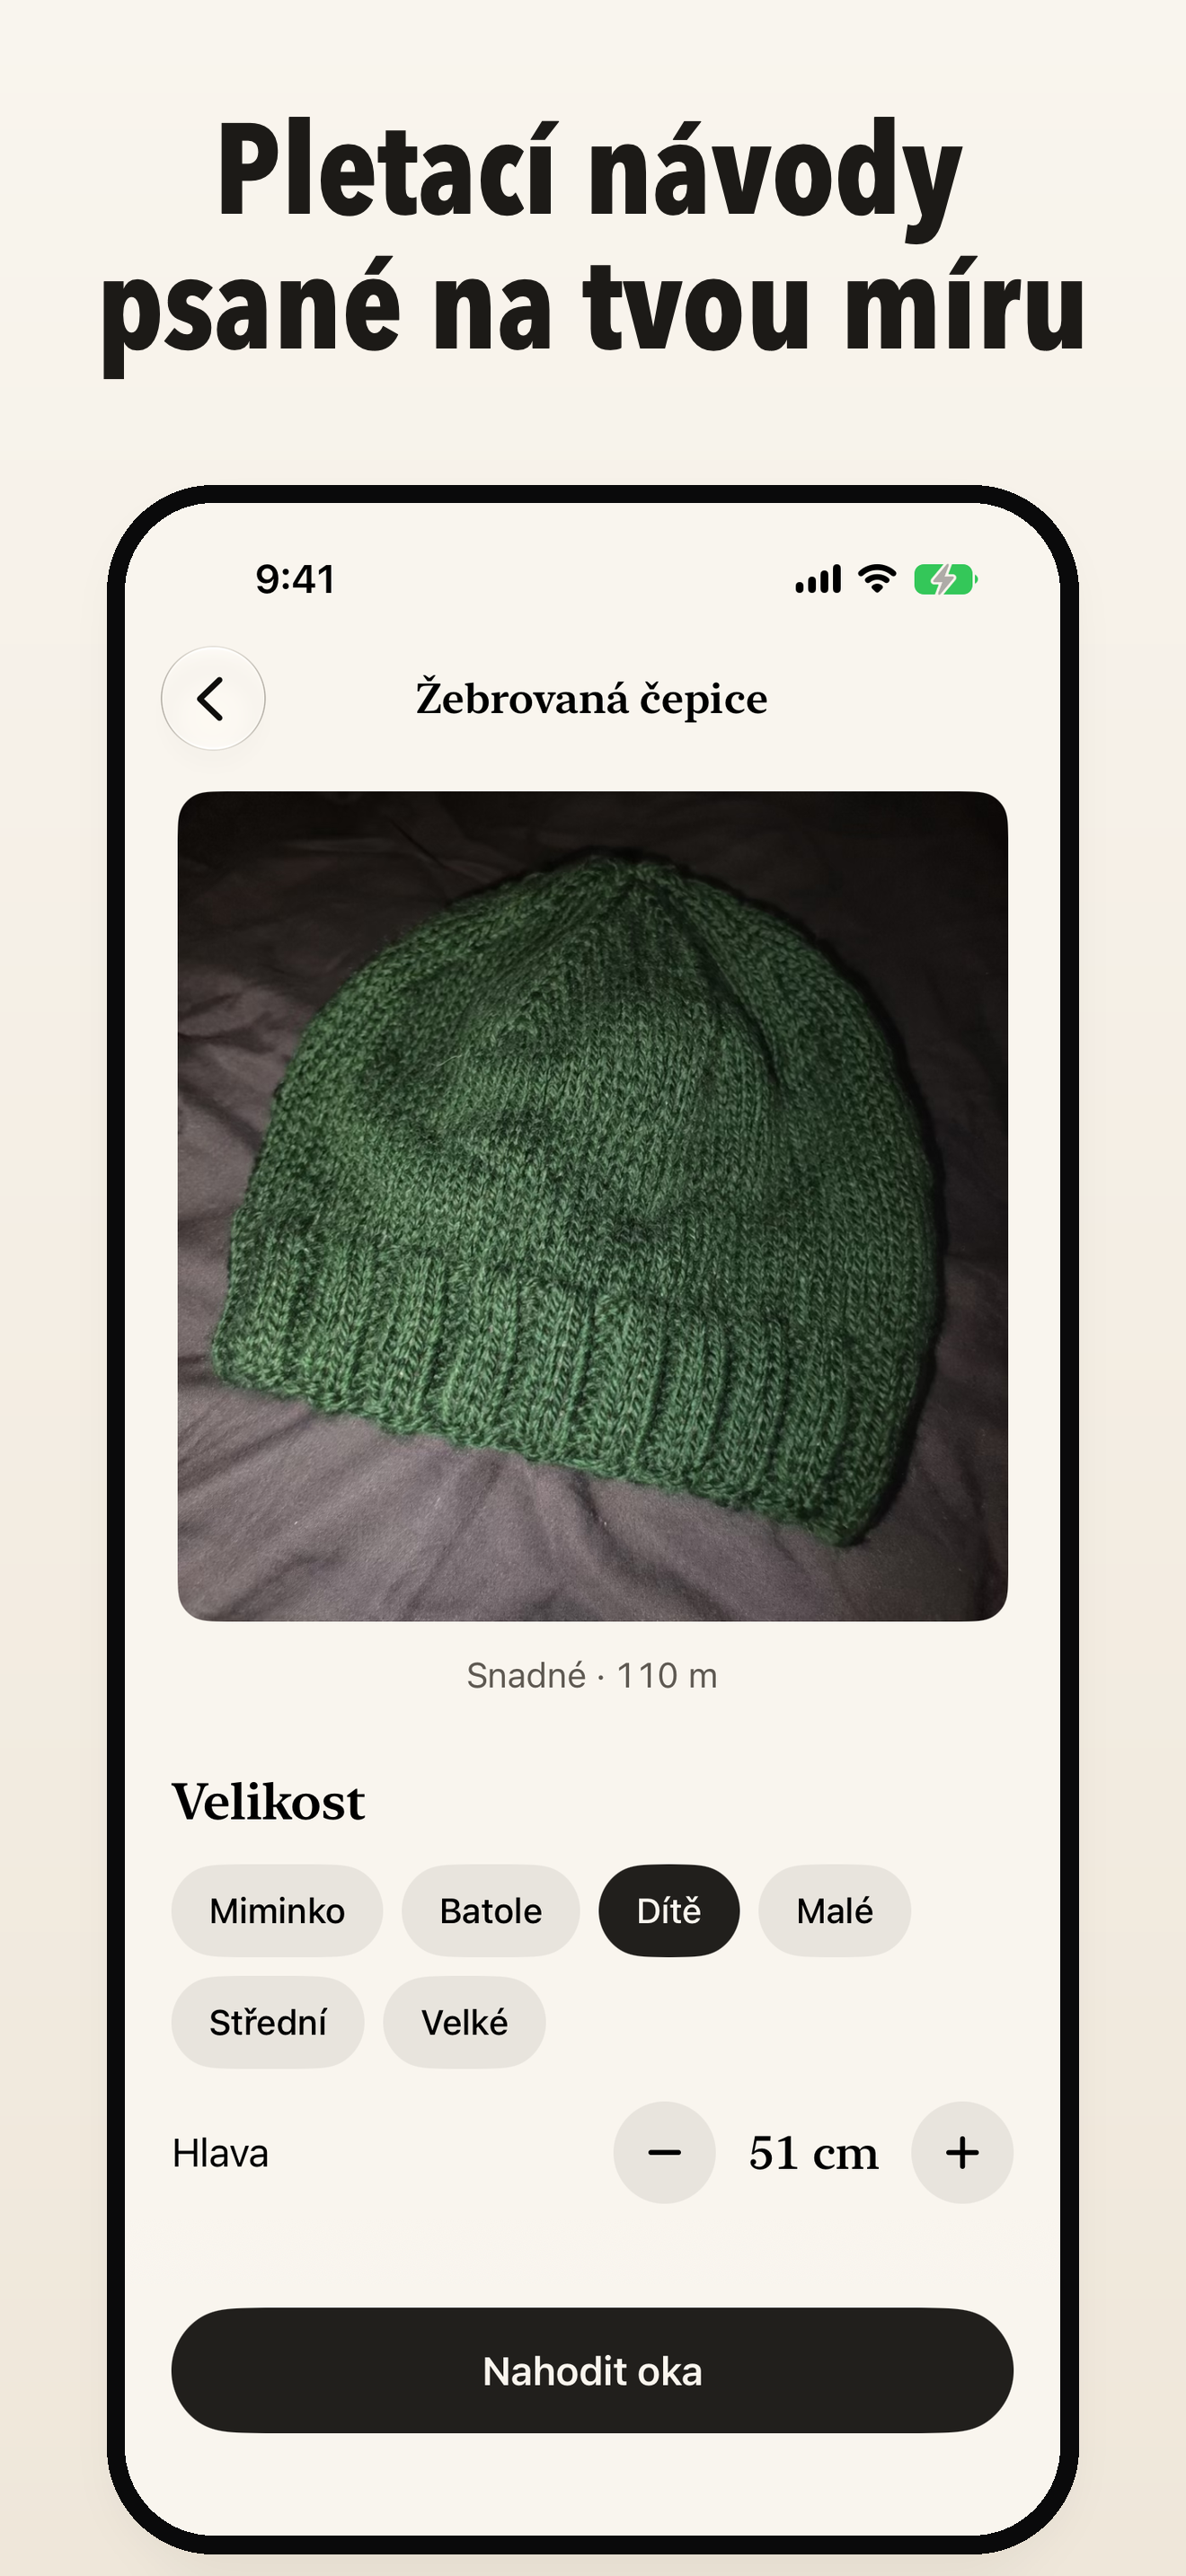 Pletací návody
psané na tvou míru
9:41
Žebrovaná čepice
Snadné · 110 m
Velikost
Miminko
Batole
Dítě
Malé
Střední
Velké
Hlava
51 cm
Nahodit oka